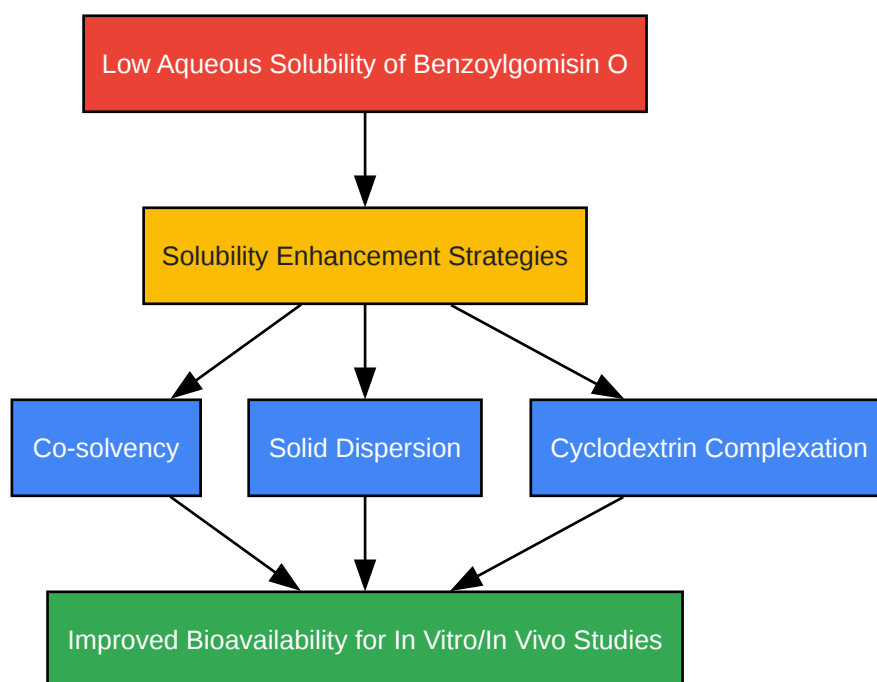 Low Aqueous Solubility of Benzoylgomisin O
Solubility Enhancement Strategies
Co-solvency
Solid Dispersion
Cyclodextrin Complexation
Improved Bioavailability for In Vitro/In Vivo Studies